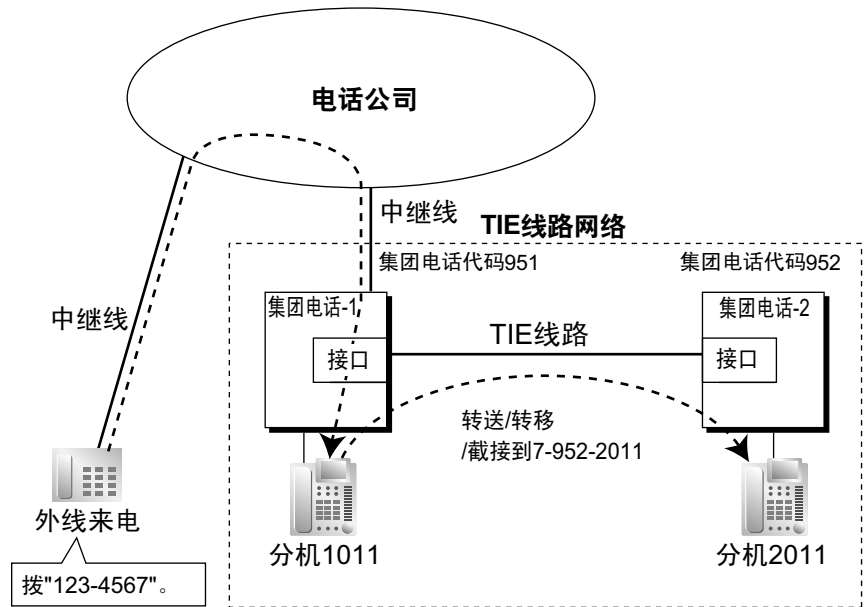 电话公司
中继线
TIE线路网络
集团电话代码951
集团电话代码952
集团电话-1
集团电话-2
中继线
TIE线路
接口
接口
转送/转移
/截接到7-952-2011
外线来电
分机1011
分机2011
拨"123-4567"。